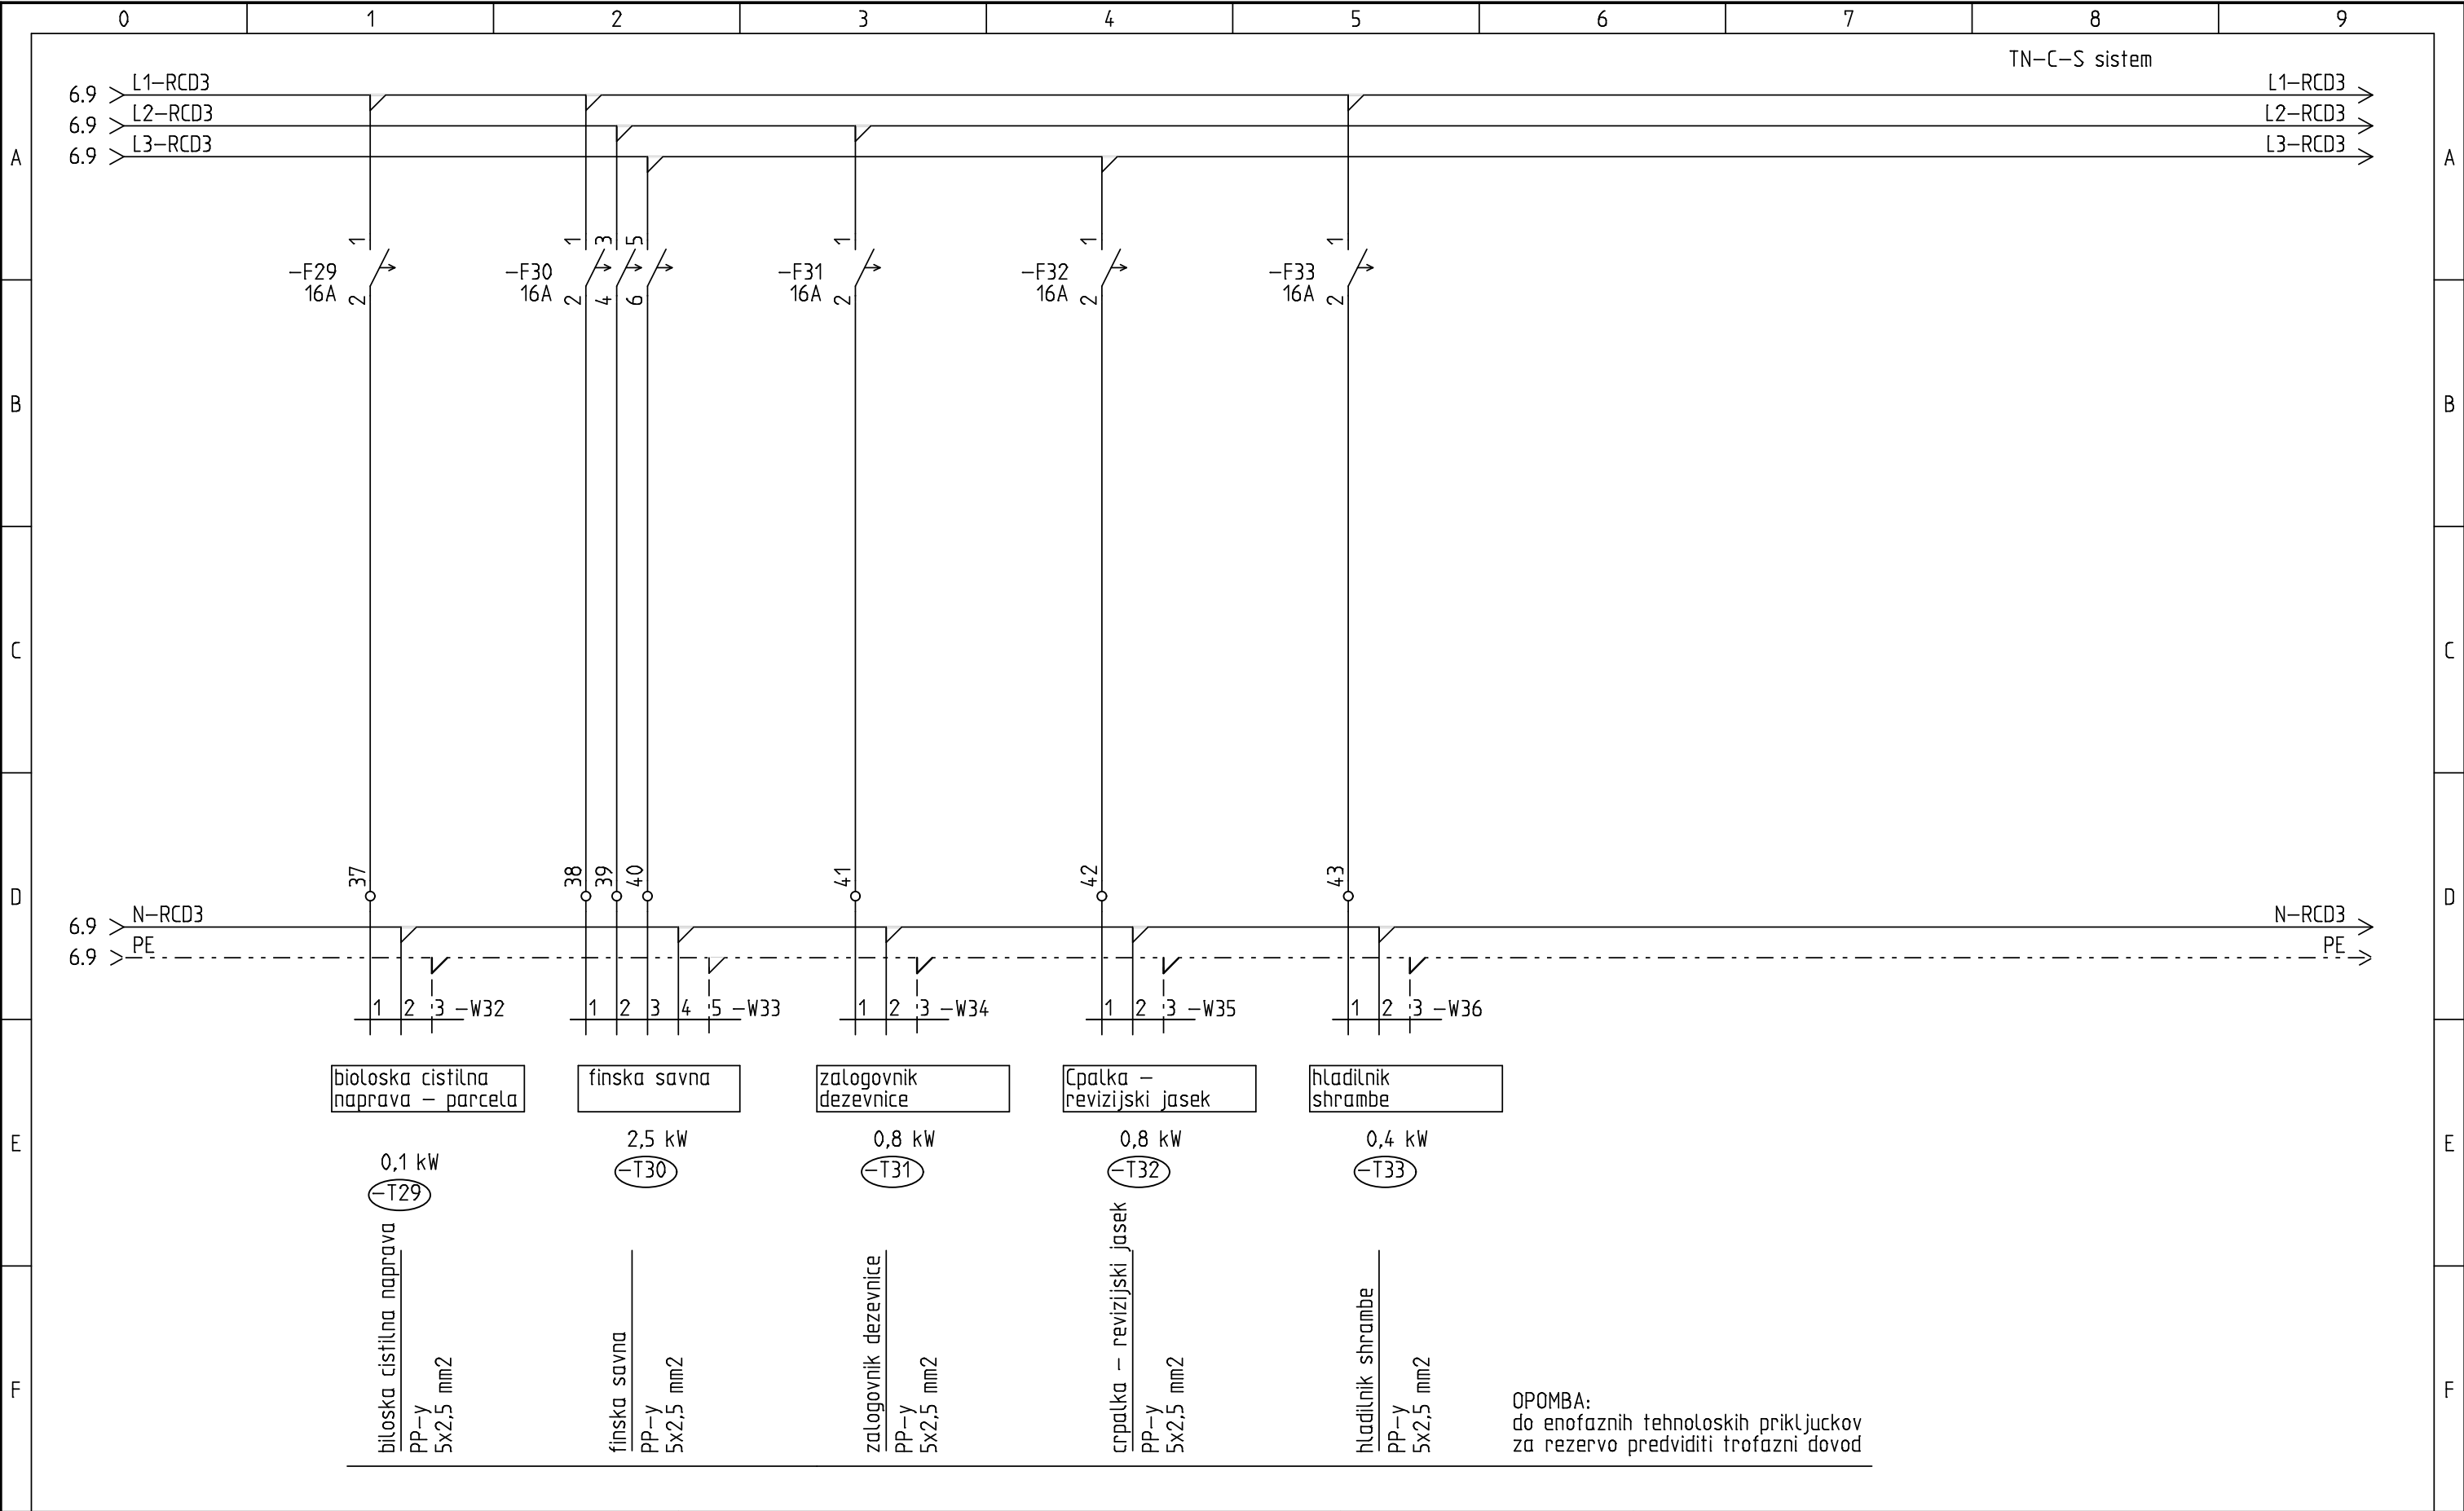 0 1 2 3 4 5 6 7 8 9
TN-C-S sistem
6.9 L1-RCD3 L1-RCD3
6.9 L2-RCD3 L2-RCD3
6.9 L3-RCD3 L3-RCD3
A A
1 1 3 5 1 1 1
-F29 -F30 -F31 -F32 -F33
16A 16A 16A 16A 16A
2 2 4 6 2 2 2
B B
C C
37 38 39 40 41 42 43
D D
6.9 N-RCD3 N-RCD3
6.9 PE PE
1 2 3 -W32 1 2 3 4 5 -W33 1 2 3 -W34 1 2 3 -W35 1 2 3 -W36
bioloska cistilna
naprava - parcela
finska savna
zalogovnik
dezevnice
Cpalka -
revizijski jasek
hladilnik
shrambe
E E
0,1 kW
2,5 kW
0,8 kW
0,8 kW
0,4 kW
-T29
-T30
-T31
-T32
-T33
F F
biloska cistilna naprava
PP-y
5x2,5 mm2
finska savna
PP-y
5x2,5 mm2
zalogovnik dezevnice
PP-y
5x2,5 mm2
crpalka - revizijski jasek
PP-y
5x2,5 mm2
hladilnik shrambe
PP-y
5x2,5 mm2
OPOMBA:
do enofaznih tehnoloskih prikljuckov
za rezervo predviditi trofazni dovod